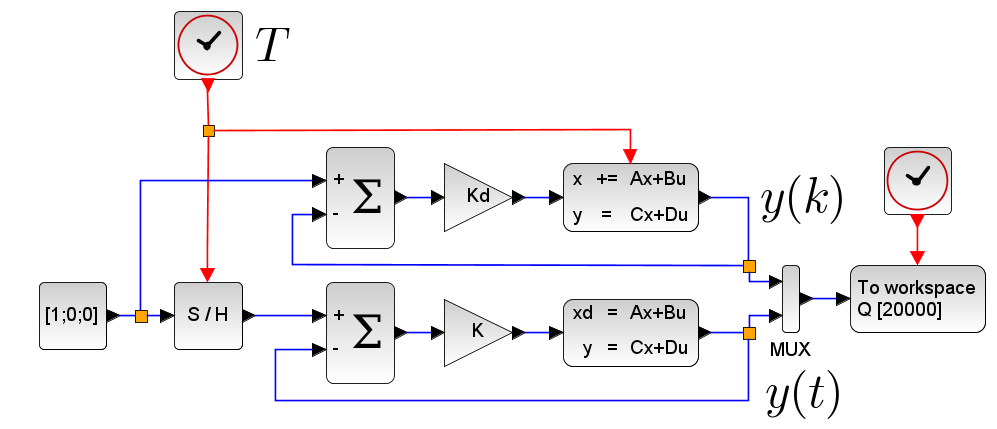 T
+
-
Σ
Kd
x += Ax+Bu
y = Cx+Du
y(k)
[1;0;0]
S / H
+
-
Σ
K
xd = Ax+Bu
y = Cx+Du
MUX
To workspace
Q [20000]
y(t)